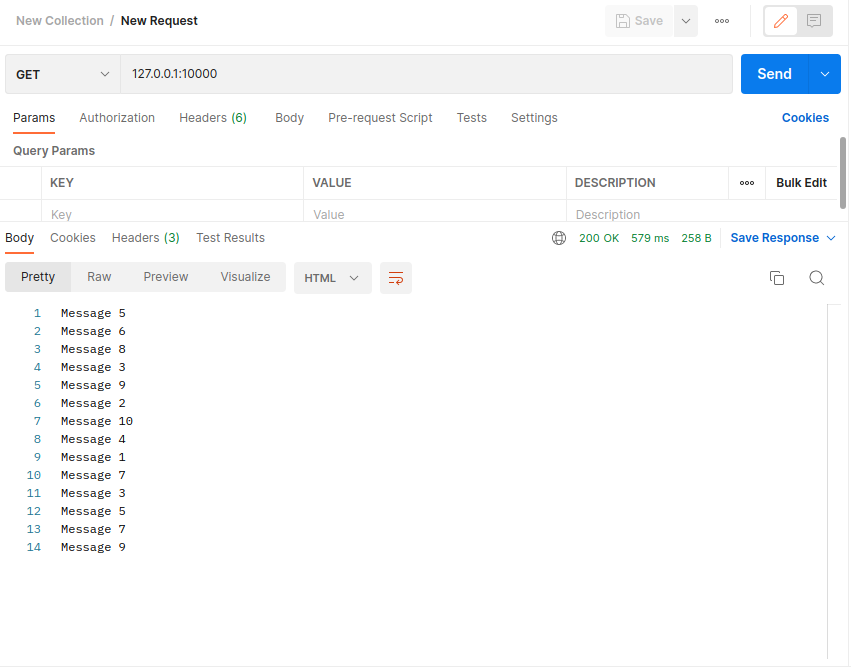 New Collection / New Request
Save
GET 127.0.0.1:10000 Send
Params Authorization Headers (6) Body Pre-request Script Tests Settings Cookies
Query Params
KEY VALUE DESCRIPTION Bulk Edit
Key Value Description
Body Cookies Headers (3) Test Results 200 OK 579 ms 258 B Save Response
Pretty Raw Preview Visualize HTML
1 Message 5
2 Message 6
3 Message 8
4 Message 3
5 Message 9
6 Message 2
7 Message 10
8 Message 4
9 Message 1
10 Message 7
11 Message 3
12 Message 5
13 Message 7
14 Message 9